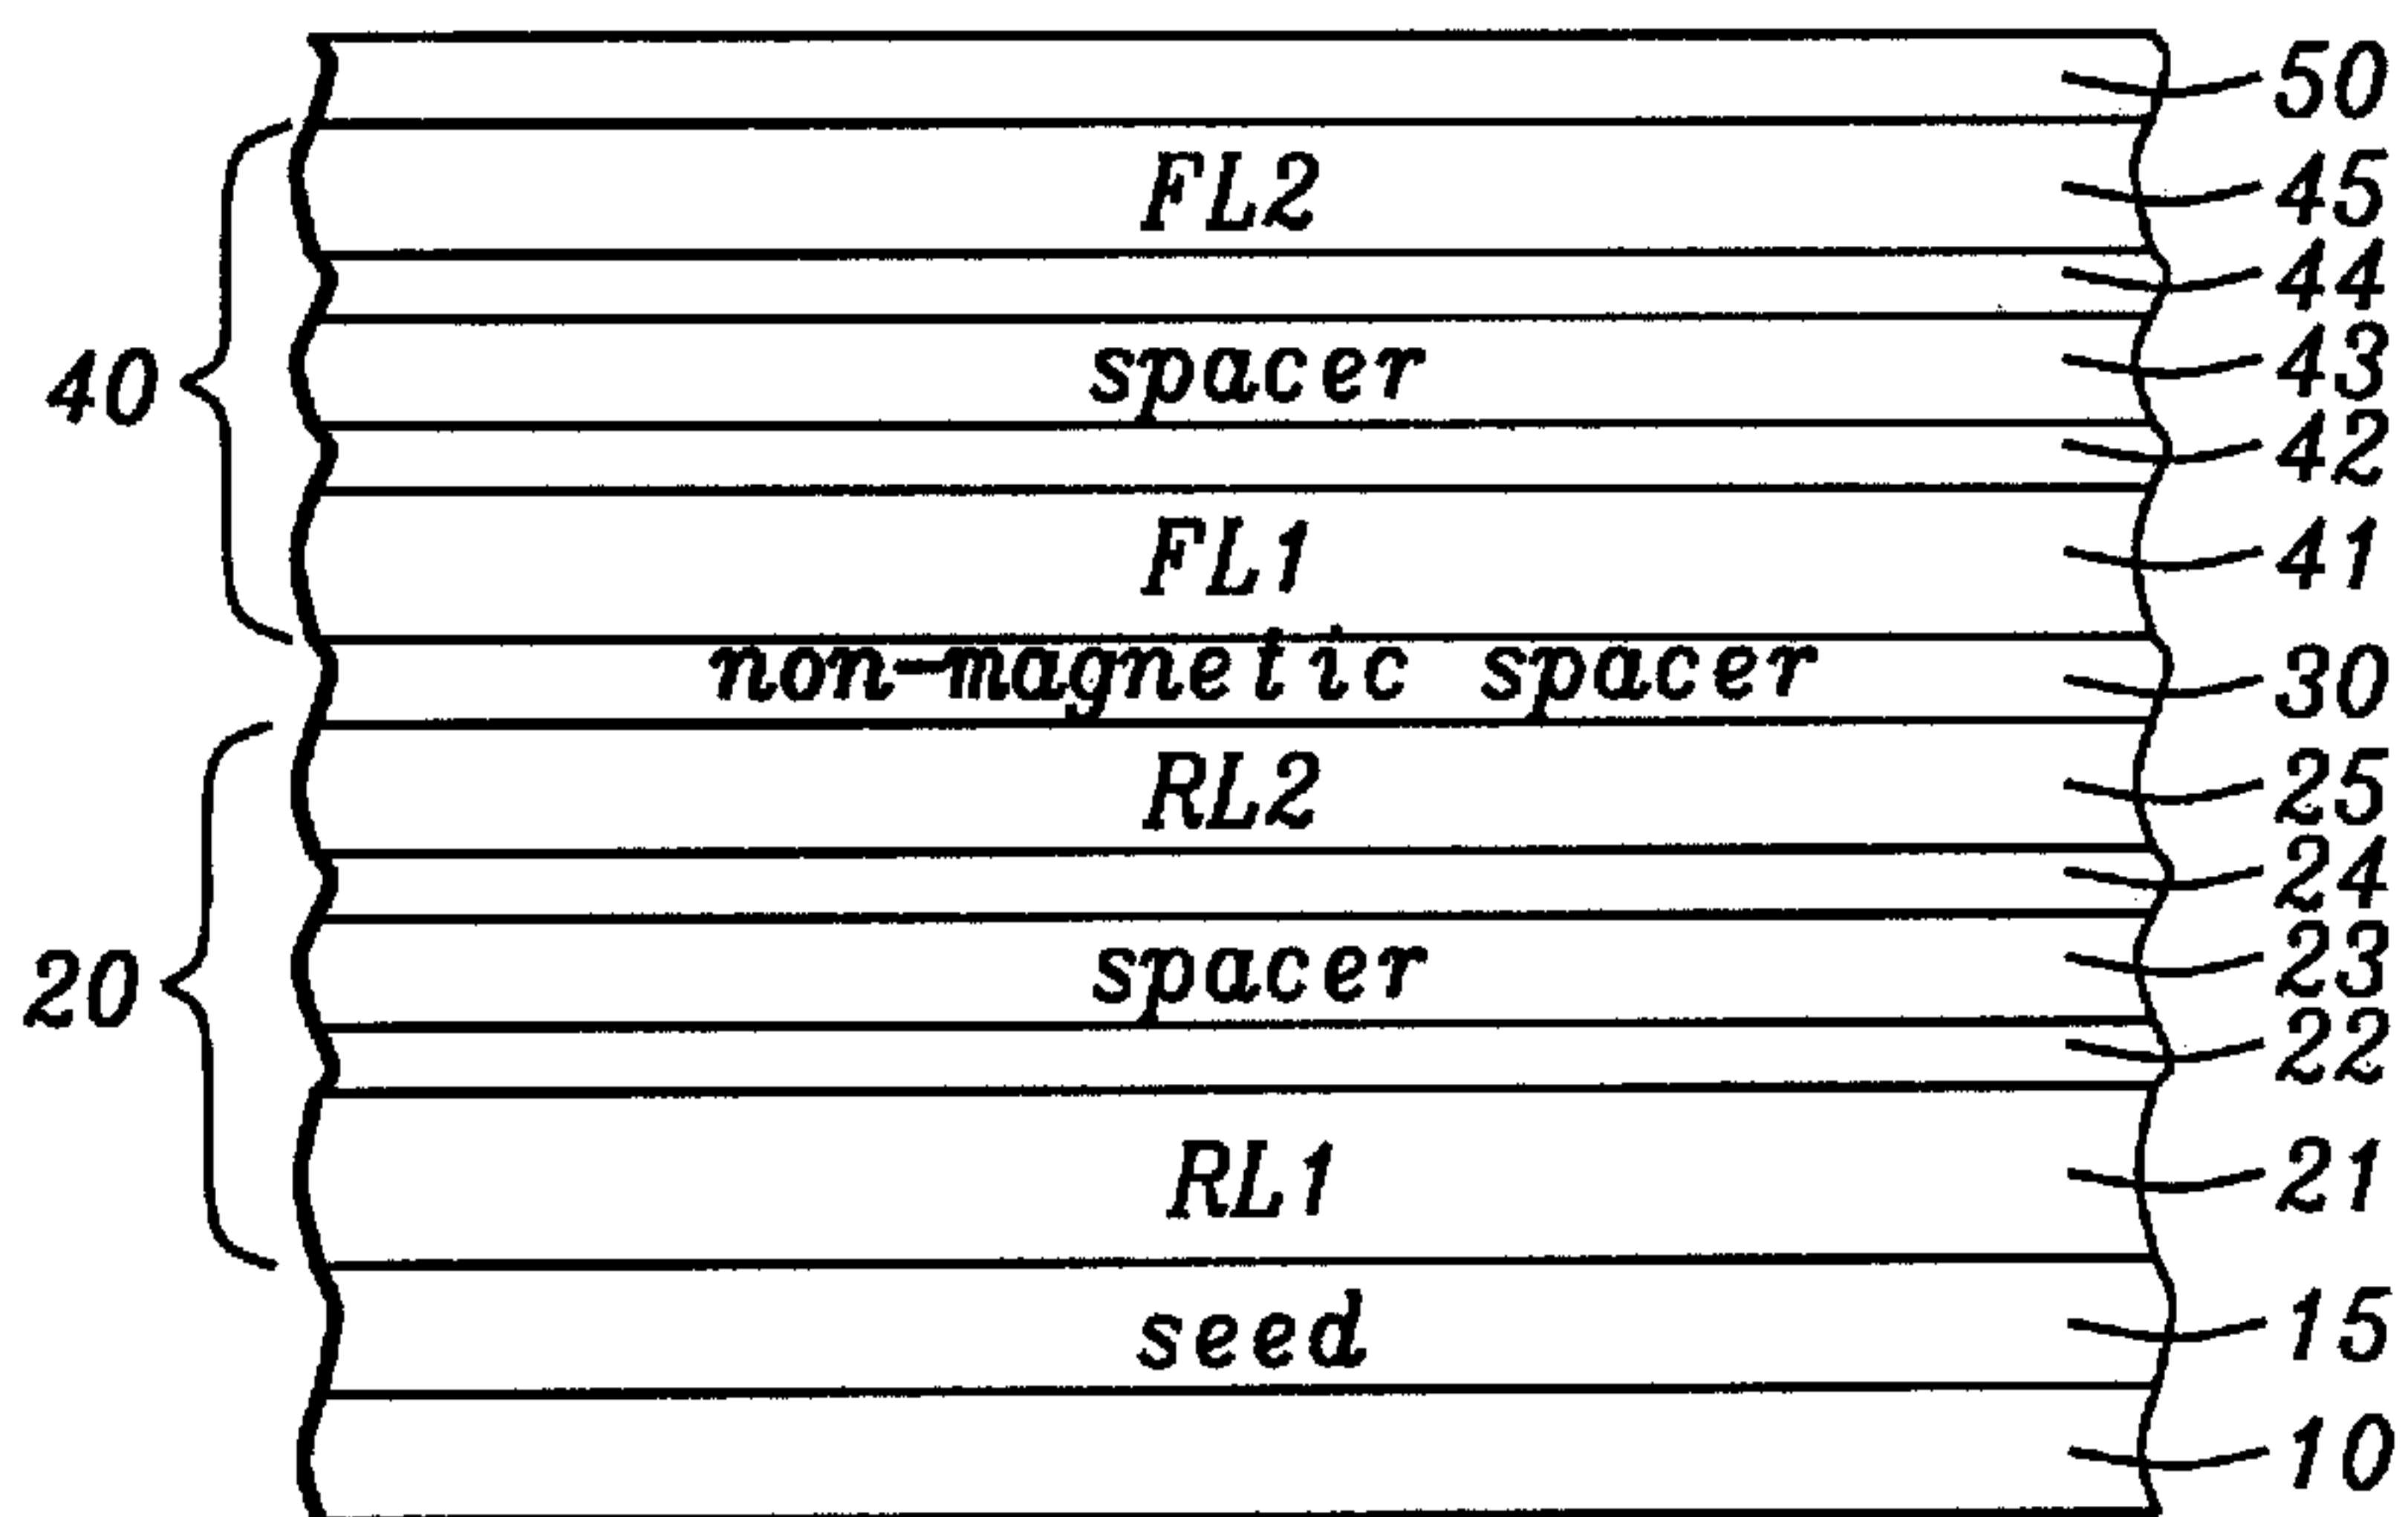 50
FL2 45
44
40 spacer 43
42
FL1 41
non-magnetic spacer 30
RL2 25
24
20 spacer 23
22
RL1 21
seed 15
10